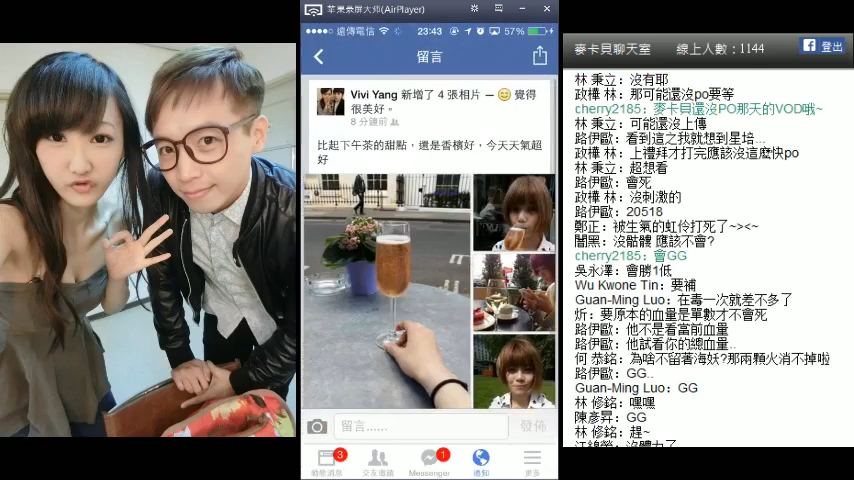 苹果录屏大师(AirPlayer)
遠傳電信
23:43
57%
留言
Vivi Yang 新增了 4 張相片 — 覺得
很美好。
8 分鐘前
比起下午茶的甜點，還是香檳好，今天天氣超
好
留言......
發佈
3
1
動態消息
交友邀請
Messenger
通知
更多
麥卡貝聊天室
線上人數：1144
登出
林 秉立：沒有耶
政樺 林：那可能還沒po要等
cherry2185：麥卡貝還沒PO那天的VOD哦~
林 秉立：可能還沒上傳
路伊歐：看到這之我就想到星培...
政樺 林：上禮拜才打完應該沒這麼快po
林 秉立：超想看
路伊歐：會死
政樺 林：沒刺激的
路伊歐：20518
鄭正：被生氣的虹伶打死了~><~
闇黑：沒骷髏 應該不會?
cherry2185：會GG
吳永澤：會勝1低
Wu Kwone Tin：要補
Guan-Ming Luo：在毒一次就差不多了
炘：要原本的血量是單數才不會死
路伊歐：他不是看當前血量
路伊歐：他試看你的總血量..
何 恭銘：為啥不留著海妖?那兩顆火消不掉啦
路伊歐：GG..
Guan-Ming Luo：GG
林 修銘：嘿嘿
陳彥昇：GG
林 修銘：趕~